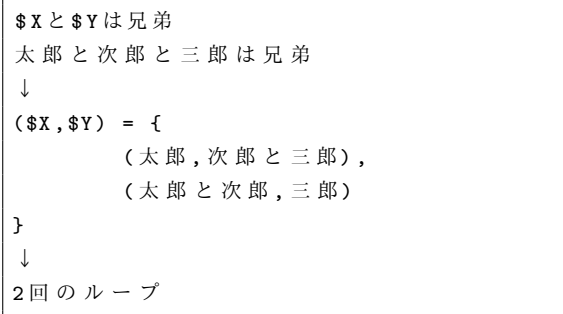 $Xと$Yは兄弟
太郎と次郎と三郎は兄弟
↓
($X,$Y) = {
(太郎,次郎と三郎),
(太郎と次郎,三郎)
}
↓
2回のループ